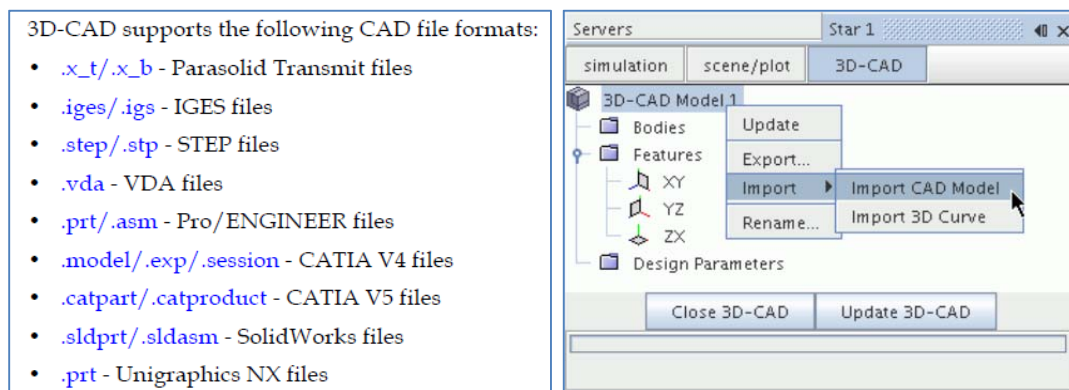 3D-CAD supports the following CAD file formats:
• .x_t/.x_b - Parasolid Transmit files
• .iges/.igs - IGES files
• .step/.stp - STEP files
• .vda - VDA files
• .prt/.asm - Pro/ENGINEER files
• .model/.exp/.session - CATIA V4 files
• .catpart/.catproduct - CATIA V5 files
• .sldprt/.sldasm - SolidWorks files
• .prt - Unigraphics NX files
Servers Star 1
simulation scene/plot 3D-CAD
3D-CAD Model 1
Bodies
Features
XY
YZ
ZX
Design Parameters
Update
Export...
Import
Rename...
Import CAD Model
Import 3D Curve
Close 3D-CAD Update 3D-CAD